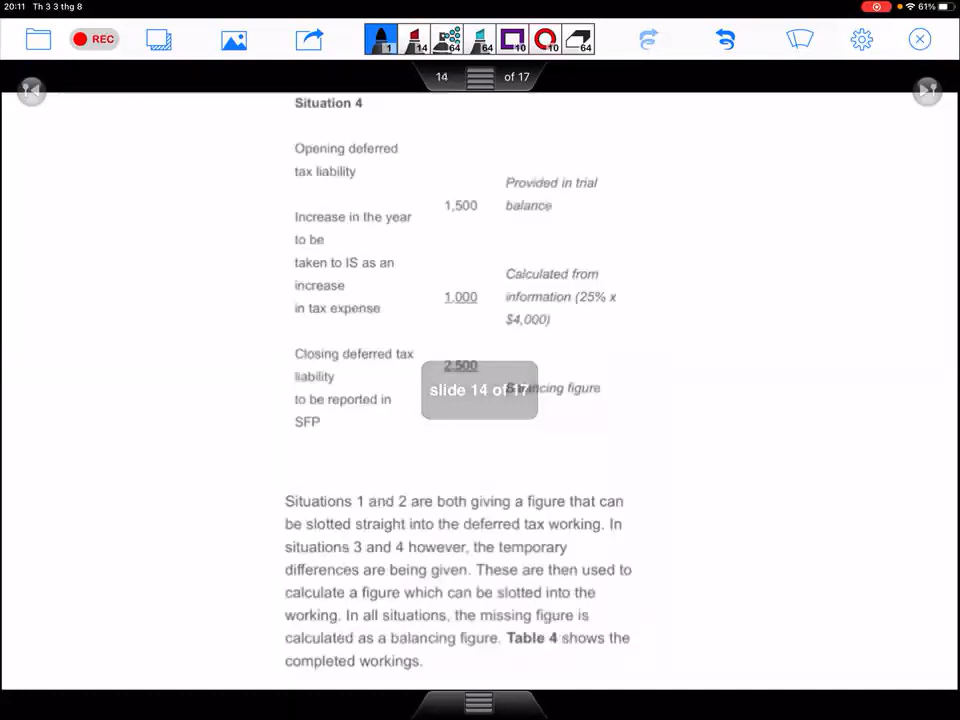 20:11 Th 3 3 thg 8
61%
REC
1
14
64
64
10
10
64
14
of 17
Situation 4
Opening deferred
tax liability
Provided in trial
1,500
balance
Increase in the year
to be
taken to IS as an
increase
in tax expense
Calculated from
1,000
information (25% x
$4,000)
Closing deferred tax
2,500
liability
slide 14 of 17
figure
to be reported in
SFP
Situations 1 and 2 are both giving a figure that can
be slotted straight into the deferred tax working. In
situations 3 and 4 however, the temporary
differences are being given. These are then used to
calculate a figure which can be slotted into the
working. In all situations, the missing figure is
calculated as a balancing figure. Table 4 shows the
completed workings.